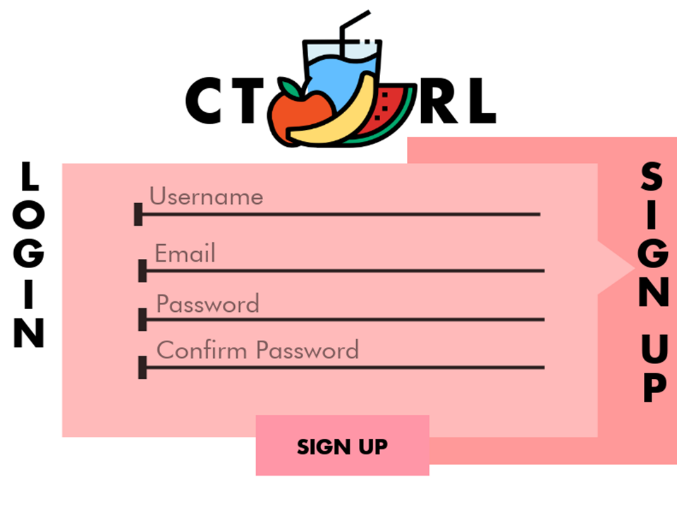 CT RL
LOGIN
Username
Email
Password
Confirm Password
SIGN UP
SIGN UP